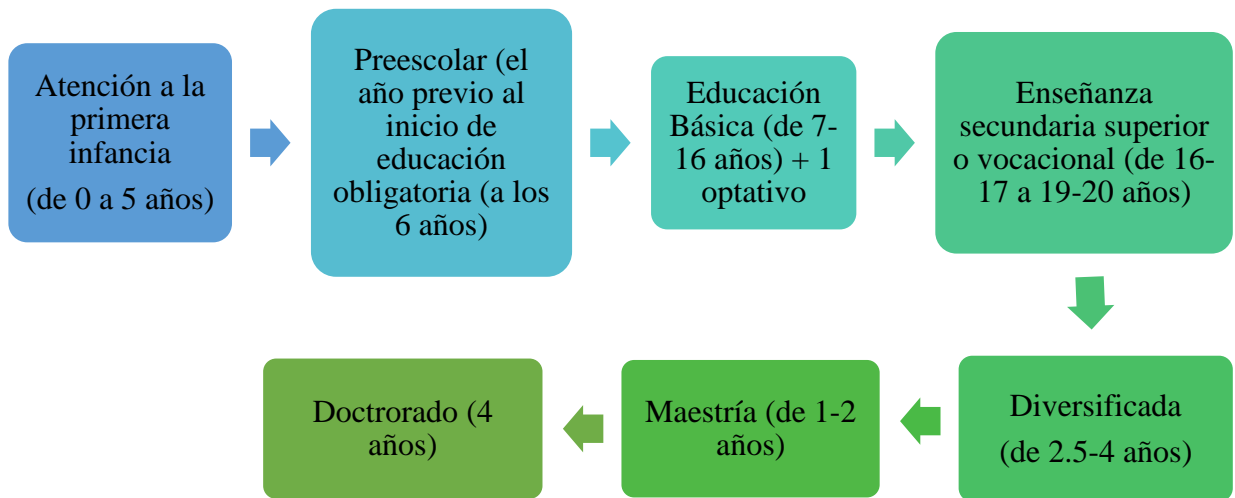 Atención a la
primera
infancia
(de 0 a 5 años)
Preescolar (el
año previo al
inicio de
educación
obligatoria (a los
6 años)
Educación
Básica (de 7-
16 años) + 1
optativo
Enseñanza
secundaria superior
o vocacional (de 16-
17 a 19-20 años)
Diversificada
(de 2.5-4 años)
Maestría (de 1-2
años)
Doctrorado (4
años)